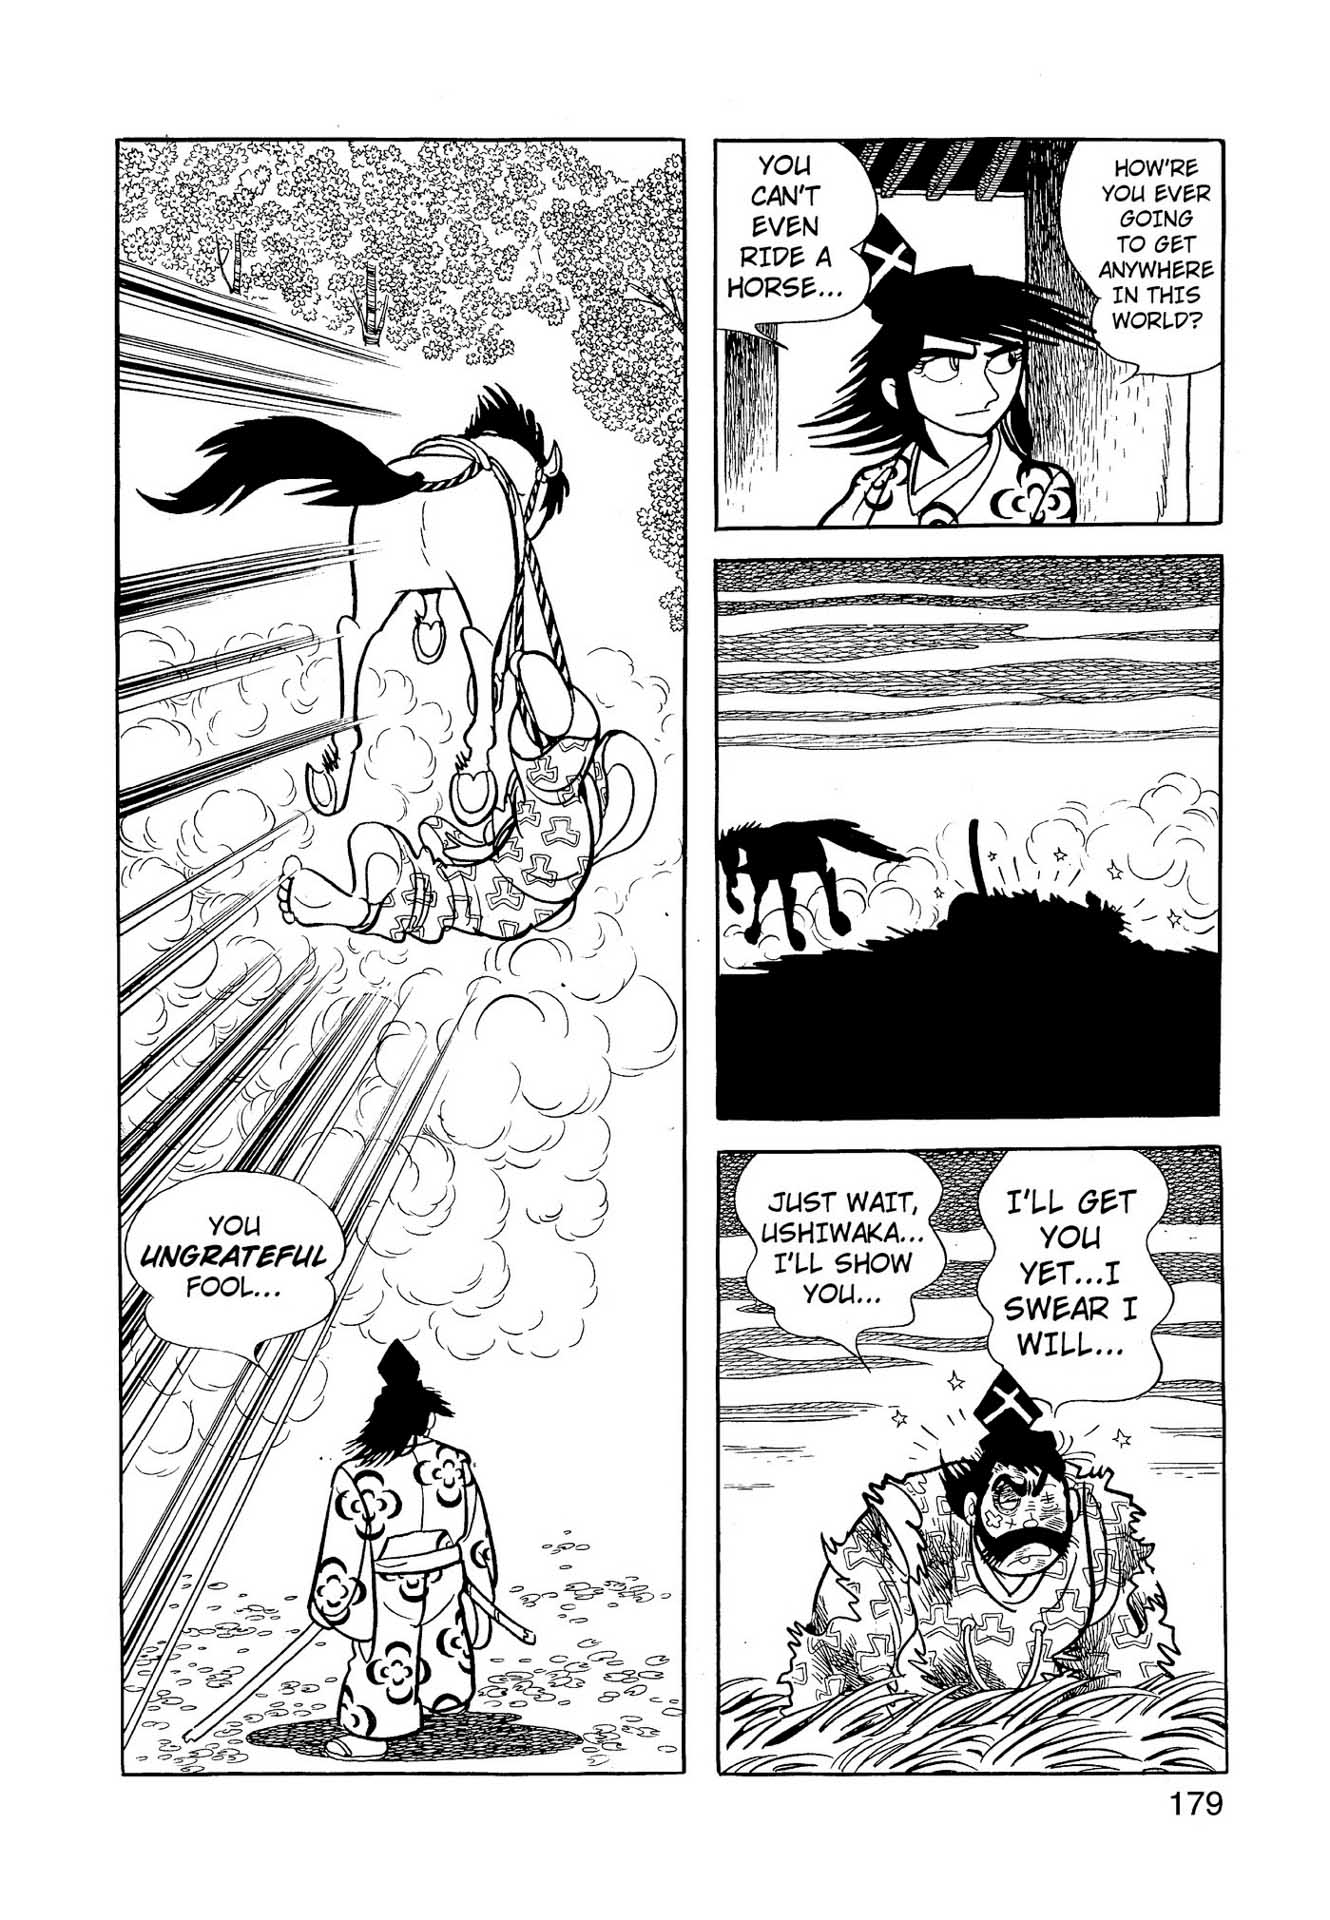 YOU
UNGRATEFUL
FOOL...
YOU
CAN'T
EVEN
RIDE A
HORSE...
HOW'RE
YOU EVER
GOING
TO GET
ANYWHERE
IN THIS
WORLD?
JUST WAIT,
USHIWAKA...
I'LL SHOW
YOU...
I'LL GET
YOU
YET...I
SWEAR I
WILL...
179